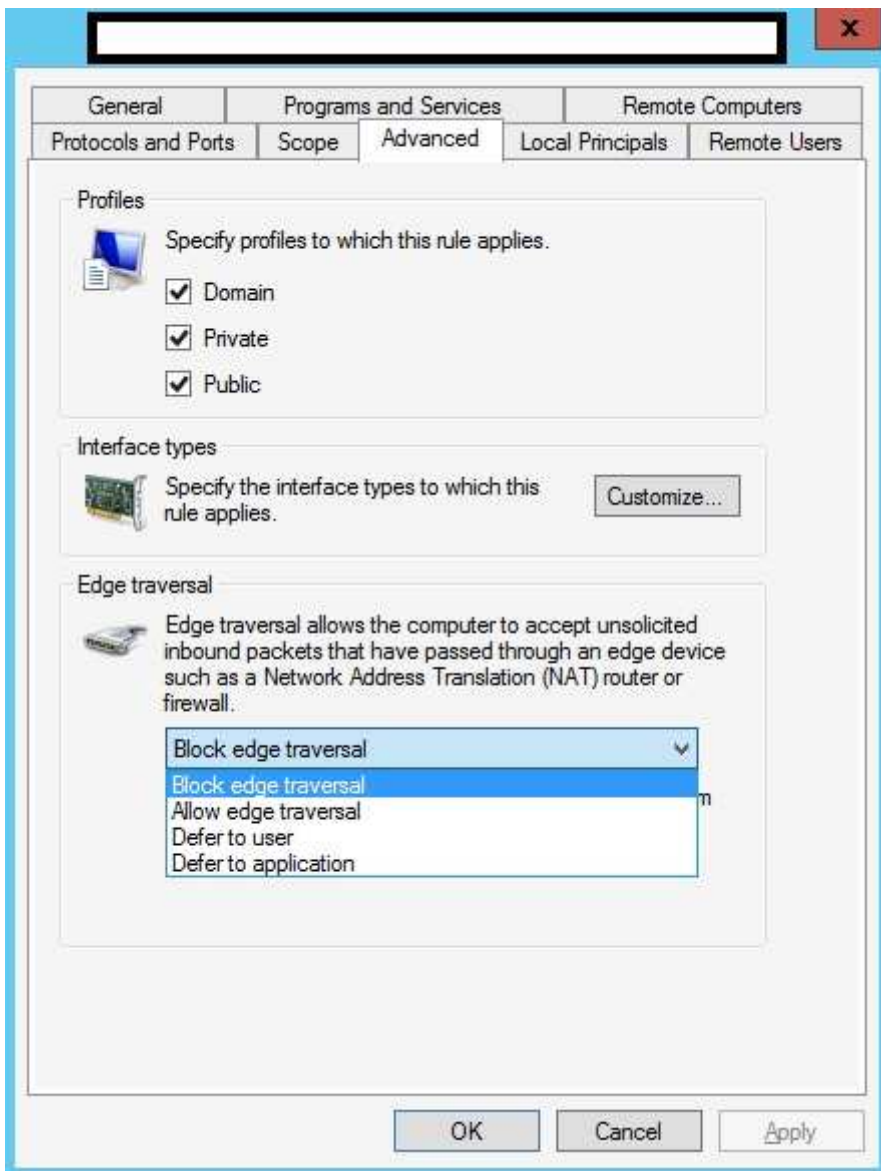 x
General Programs and Services Remote Computers
Protocols and Ports Scope Advanced Local Principals Remote Users
Profiles
Specify profiles to which this rule applies.
Domain
Private
Public
Interface types
Specify the interface types to which this
rule applies.
Customize...
Edge traversal
Edge traversal allows the computer to accept unsolicited
inbound packets that have passed through an edge device
such as a Network Address Translation (NAT) router or
firewall.
Block edge traversal
Block edge traversal
Allow edge traversal
Defer to user
Defer to application
OK Cancel Apply